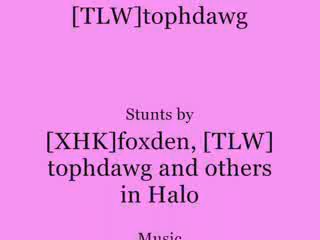 [TLW]tophdawg
Stunts by
[XHK]foxden, [TLW]
tophdawg and others
in Halo
Music